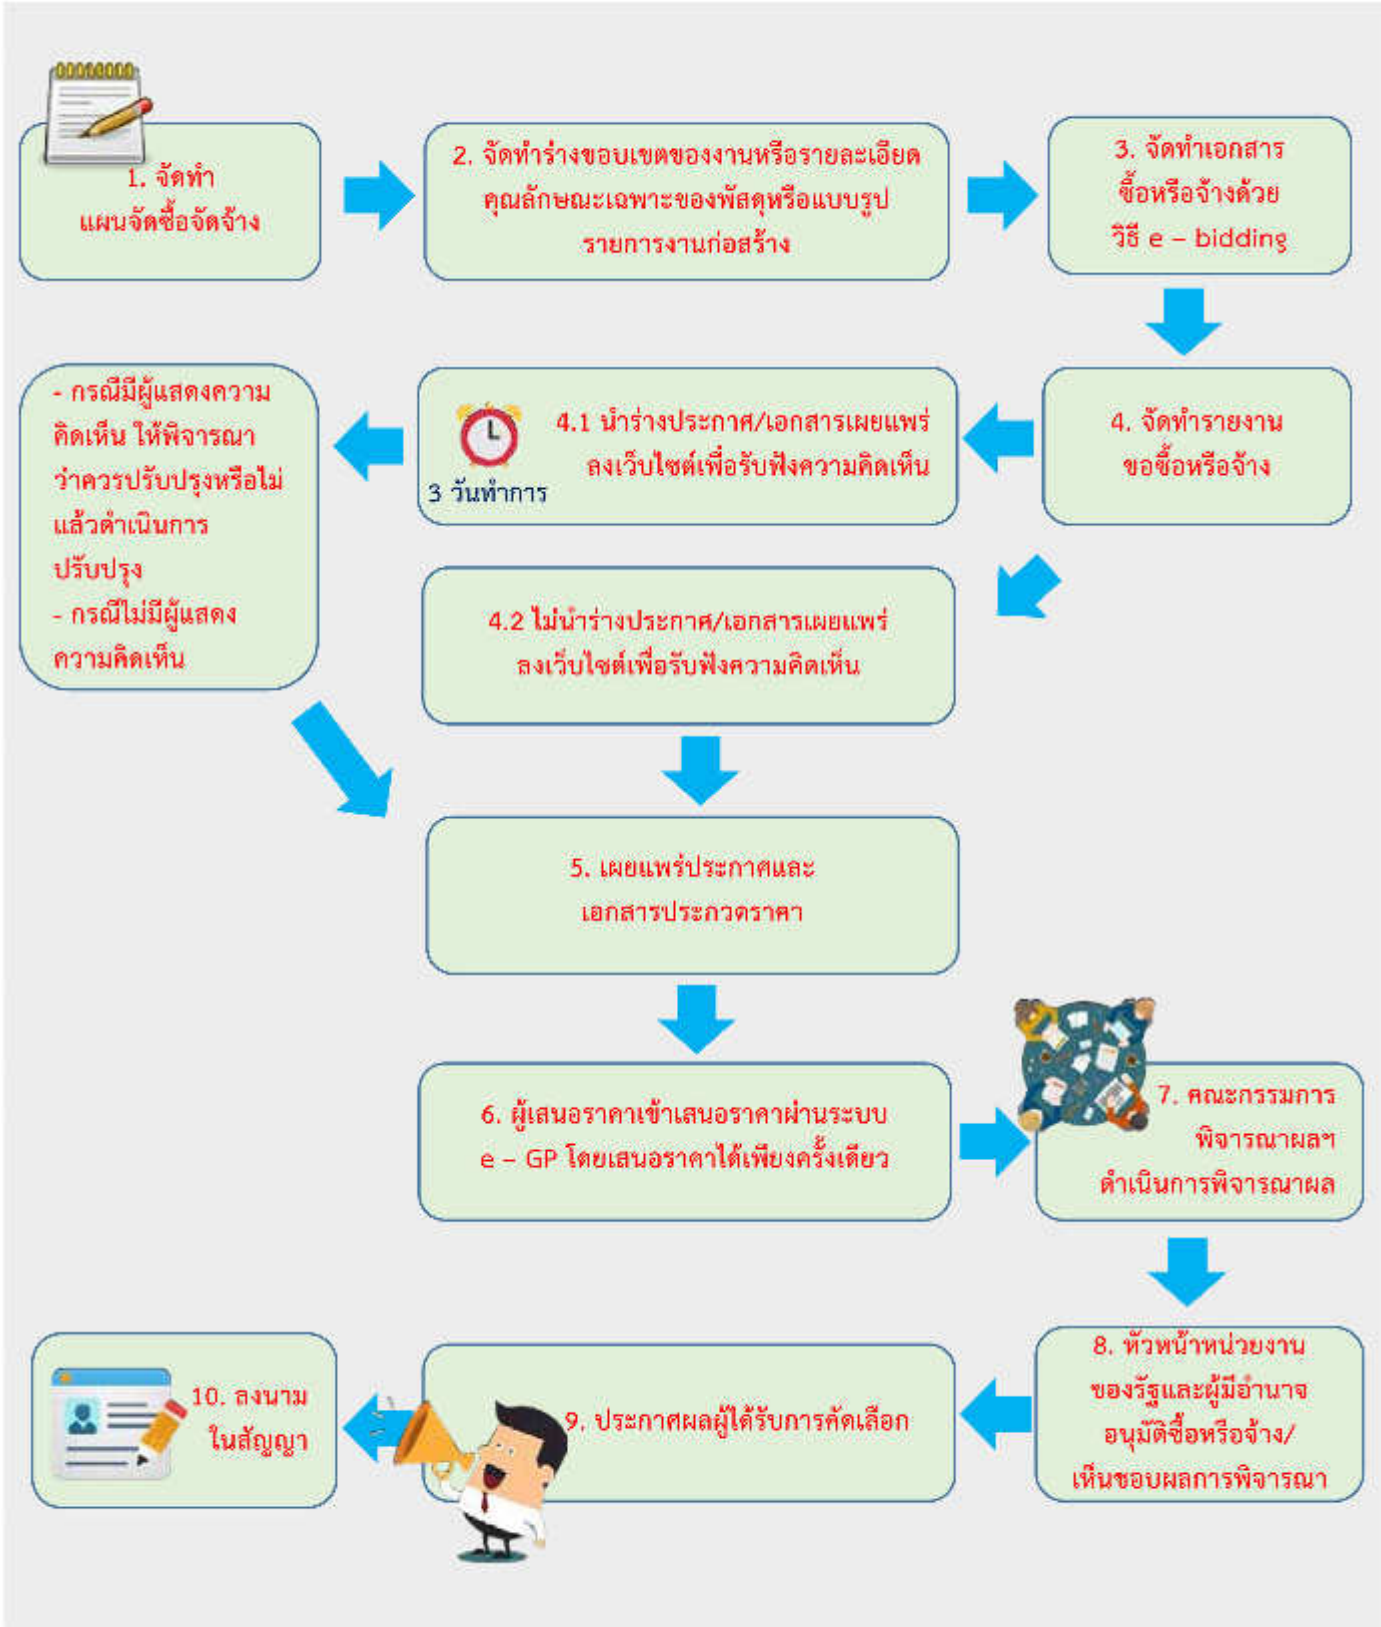 1. จัดทำ
แผนจัดซื้อจัดจ้าง
2. จัดทำร่างขอบเขตของงานหรือรายละเอียด
คุณลักษณะเฉพาะของพัสดุหรือแบบรูป
รายการงานก่อสร้าง
3. จัดทำเอกสาร
ซื้อหรือจ้างด้วย
วิธี e – bidding
4. จัดทำรายงาน
ขอซื้อหรือจ้าง
4.1 นำร่างประกาศ/เอกสารเผยแพร่
ลงเว็บไซต์เพื่อรับฟังความคิดเห็น
3 วันทำการ
- กรณีมีผู้แสดงความ
คิดเห็น ให้พิจารณา
ว่าควรปรับปรุงหรือไม่
แล้วดำเนินการ
ปรับปรุง
- กรณีไม่มีผู้แสดง
ความคิดเห็น
4.2 ไม่นำร่างประกาศ/เอกสารเผยแพร่
ลงเว็บไซต์เพื่อรับฟังความคิดเห็น
5. เผยแพร่ประกาศและ
เอกสารประกวดราคา
6. ผู้เสนอราคาเข้าเสนอราคาผ่านระบบ
e – GP โดยเสนอราคาได้เพียงครั้งเดียว
7. คณะกรรมการ
พิจารณาผลฯ
ดำเนินการพิจารณาผล
8. หัวหน้าหน่วยงาน
ของรัฐและผู้มีอำนาจ
อนุมัติซื้อหรือจ้าง/
เห็นชอบผลการพิจารณา
9. ประกาศผลผู้ได้รับการคัดเลือก
10. ลงนาม
ในสัญญา